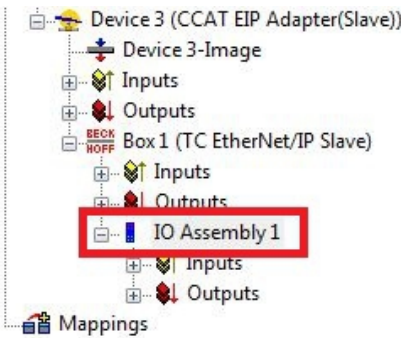 Device 3 (CCAT EIP Adapter(Slave))
Device 3-Image
Inputs
Outputs
BECK
HOFF
Box 1 (TC EtherNet/IP Slave)
Inputs
Outputs
IO Assembly 1
Inputs
Outputs
Mappings